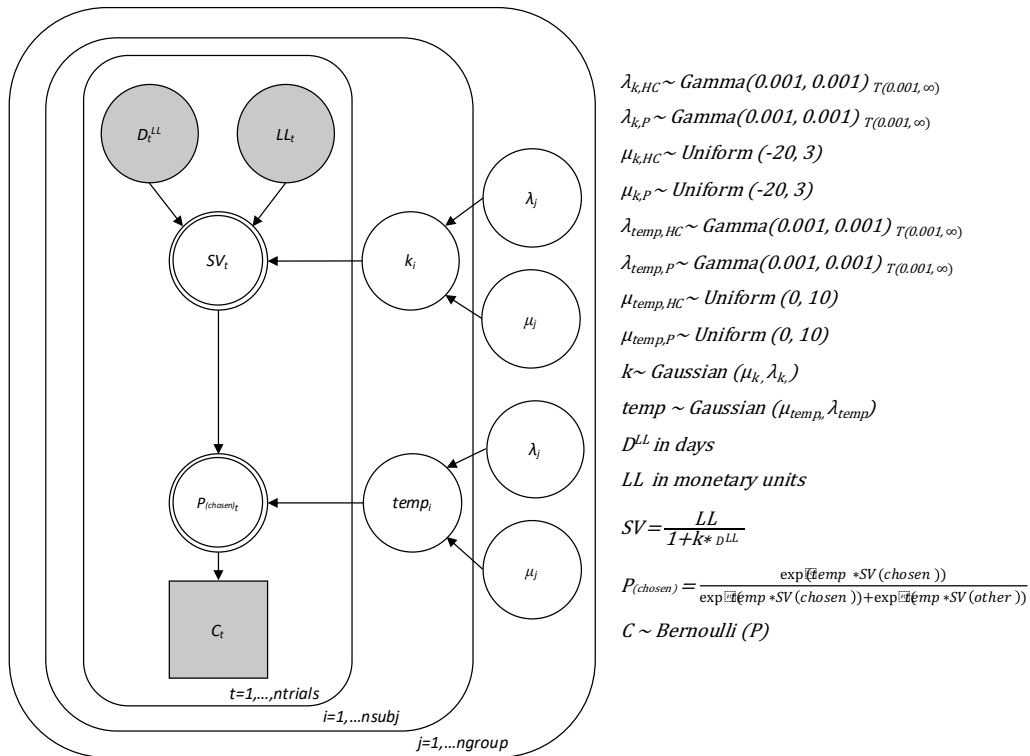 D_t^LL
LL_t
SV_t
k_i
λ_j
μ_j
P_(chosen)t
temp_i
λ_j
μ_j
C_t
t=1,...,ntrials
i=1,...nsubj
j=1,...ngroup
λ_k,HC ~ Gamma(0.001, 0.001) T(0.001,∞)
λ_k,P ~ Gamma(0.001, 0.001) T(0.001,∞)
μ_k,HC ~ Uniform (-20, 3)
μ_k,P ~ Uniform (-20, 3)
λ_temp,HC ~ Gamma(0.001, 0.001) T(0.001,∞)
λ_temp,P ~ Gamma(0.001, 0.001) T(0.001,∞)
μ_temp,HC ~ Uniform (0, 10)
μ_temp,P ~ Uniform (0, 10)
k ~ Gaussian (μ_k, λ_k,)
temp ~ Gaussian (μ_temp, λ_temp)
D^LL in days
LL in monetary units
SV = LL / 1+k* D^LL
P_(chosen) = exp(temp *SV(chosen)) / exp(temp *SV(chosen))+exp(temp *SV(other))
C ~ Bernoulli (P)